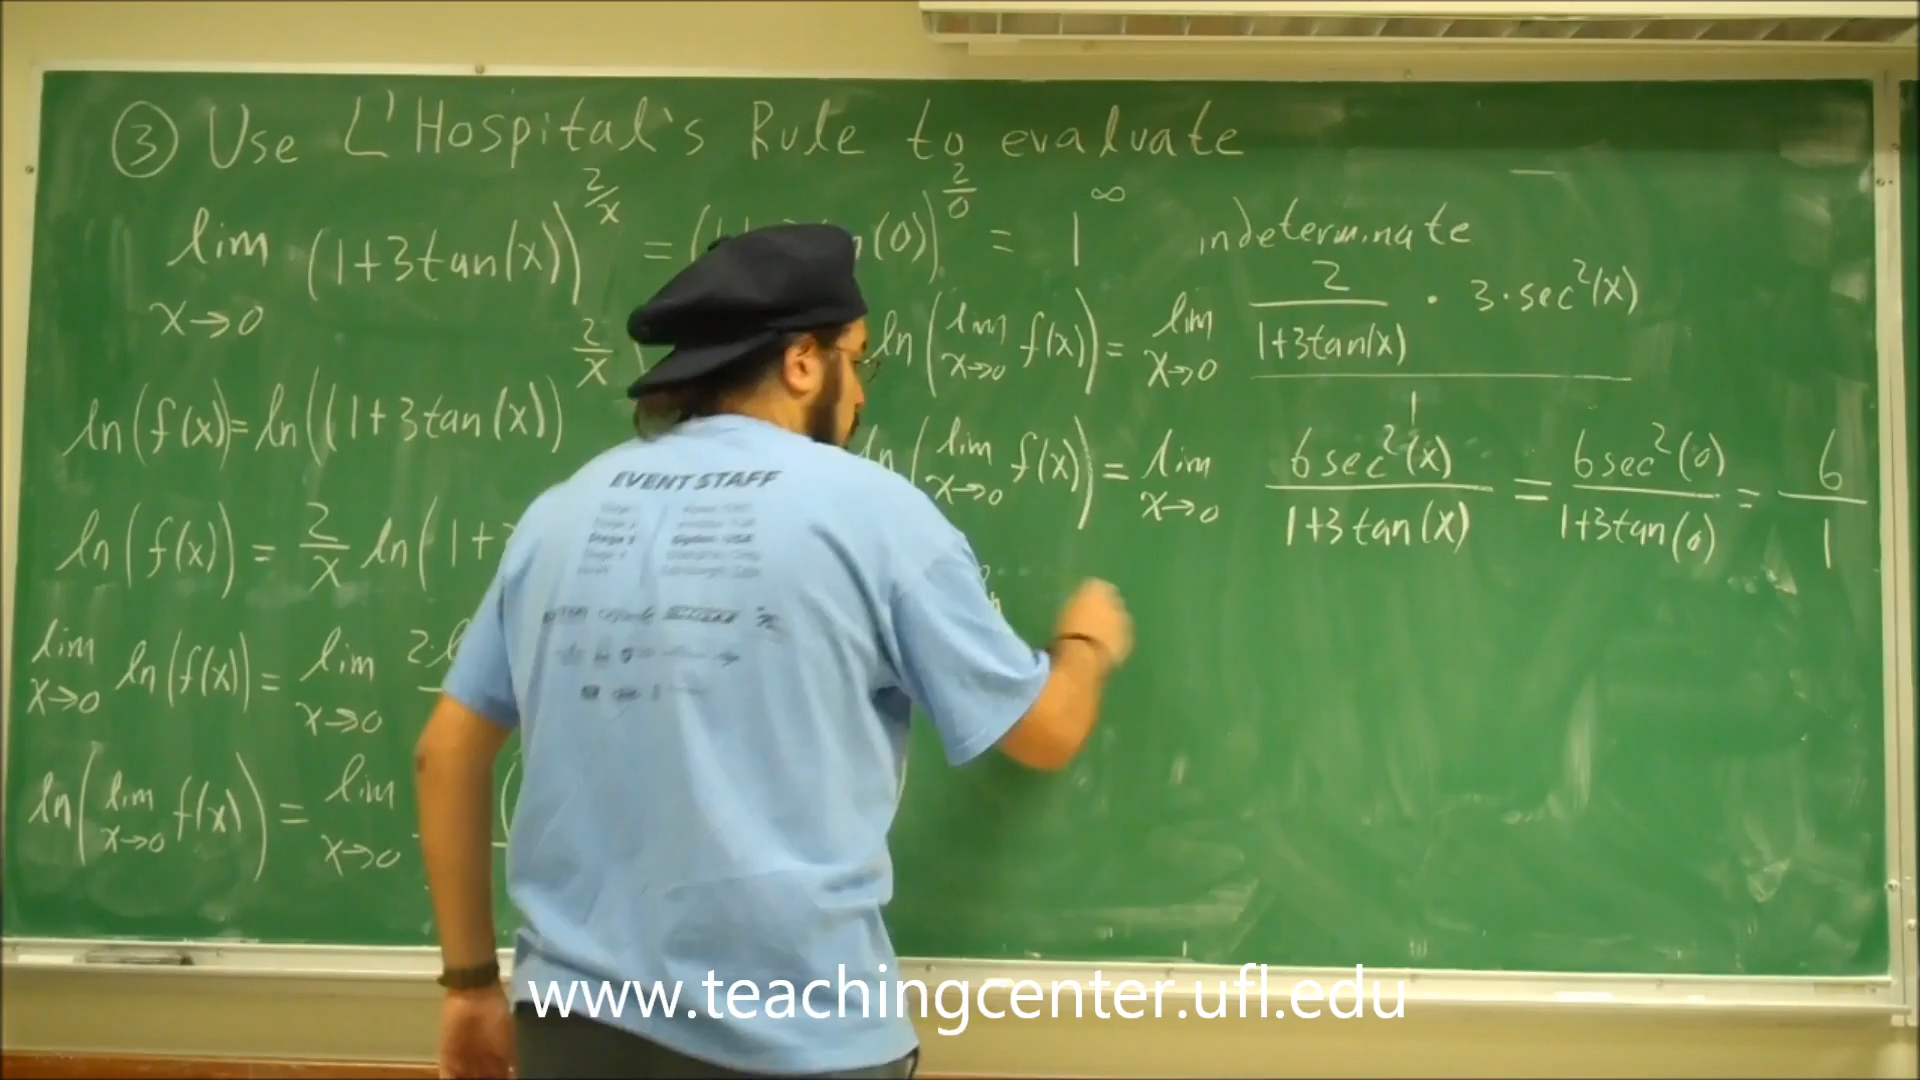 ③ Use L'Hospital's Rule to evaluate
lim x→0 (1+3tan(x))^(2/x) = ( (0))^(2/0) = 1^∞ indeterminate
ln(f(x)) = ln((1+3tan(x))^(2/x)
ln(f(x)) = 2/x ln(1+
lim x→0 ln(f(x)) = lim x→0 2·
ln(lim x→0 f(x)) = lim x→0
ln(lim x→0 f(x)) = lim x→0 2/(1+3tan(x)) · 3·sec²(x) / 1
ln(lim x→0 f(x)) = lim x→0 6sec²(x)/(1+3tan(x)) = 6sec²(0)/(1+3tan(0)) = 6/1
EVENT STAFF
www.teachingcenter.ufl.edu